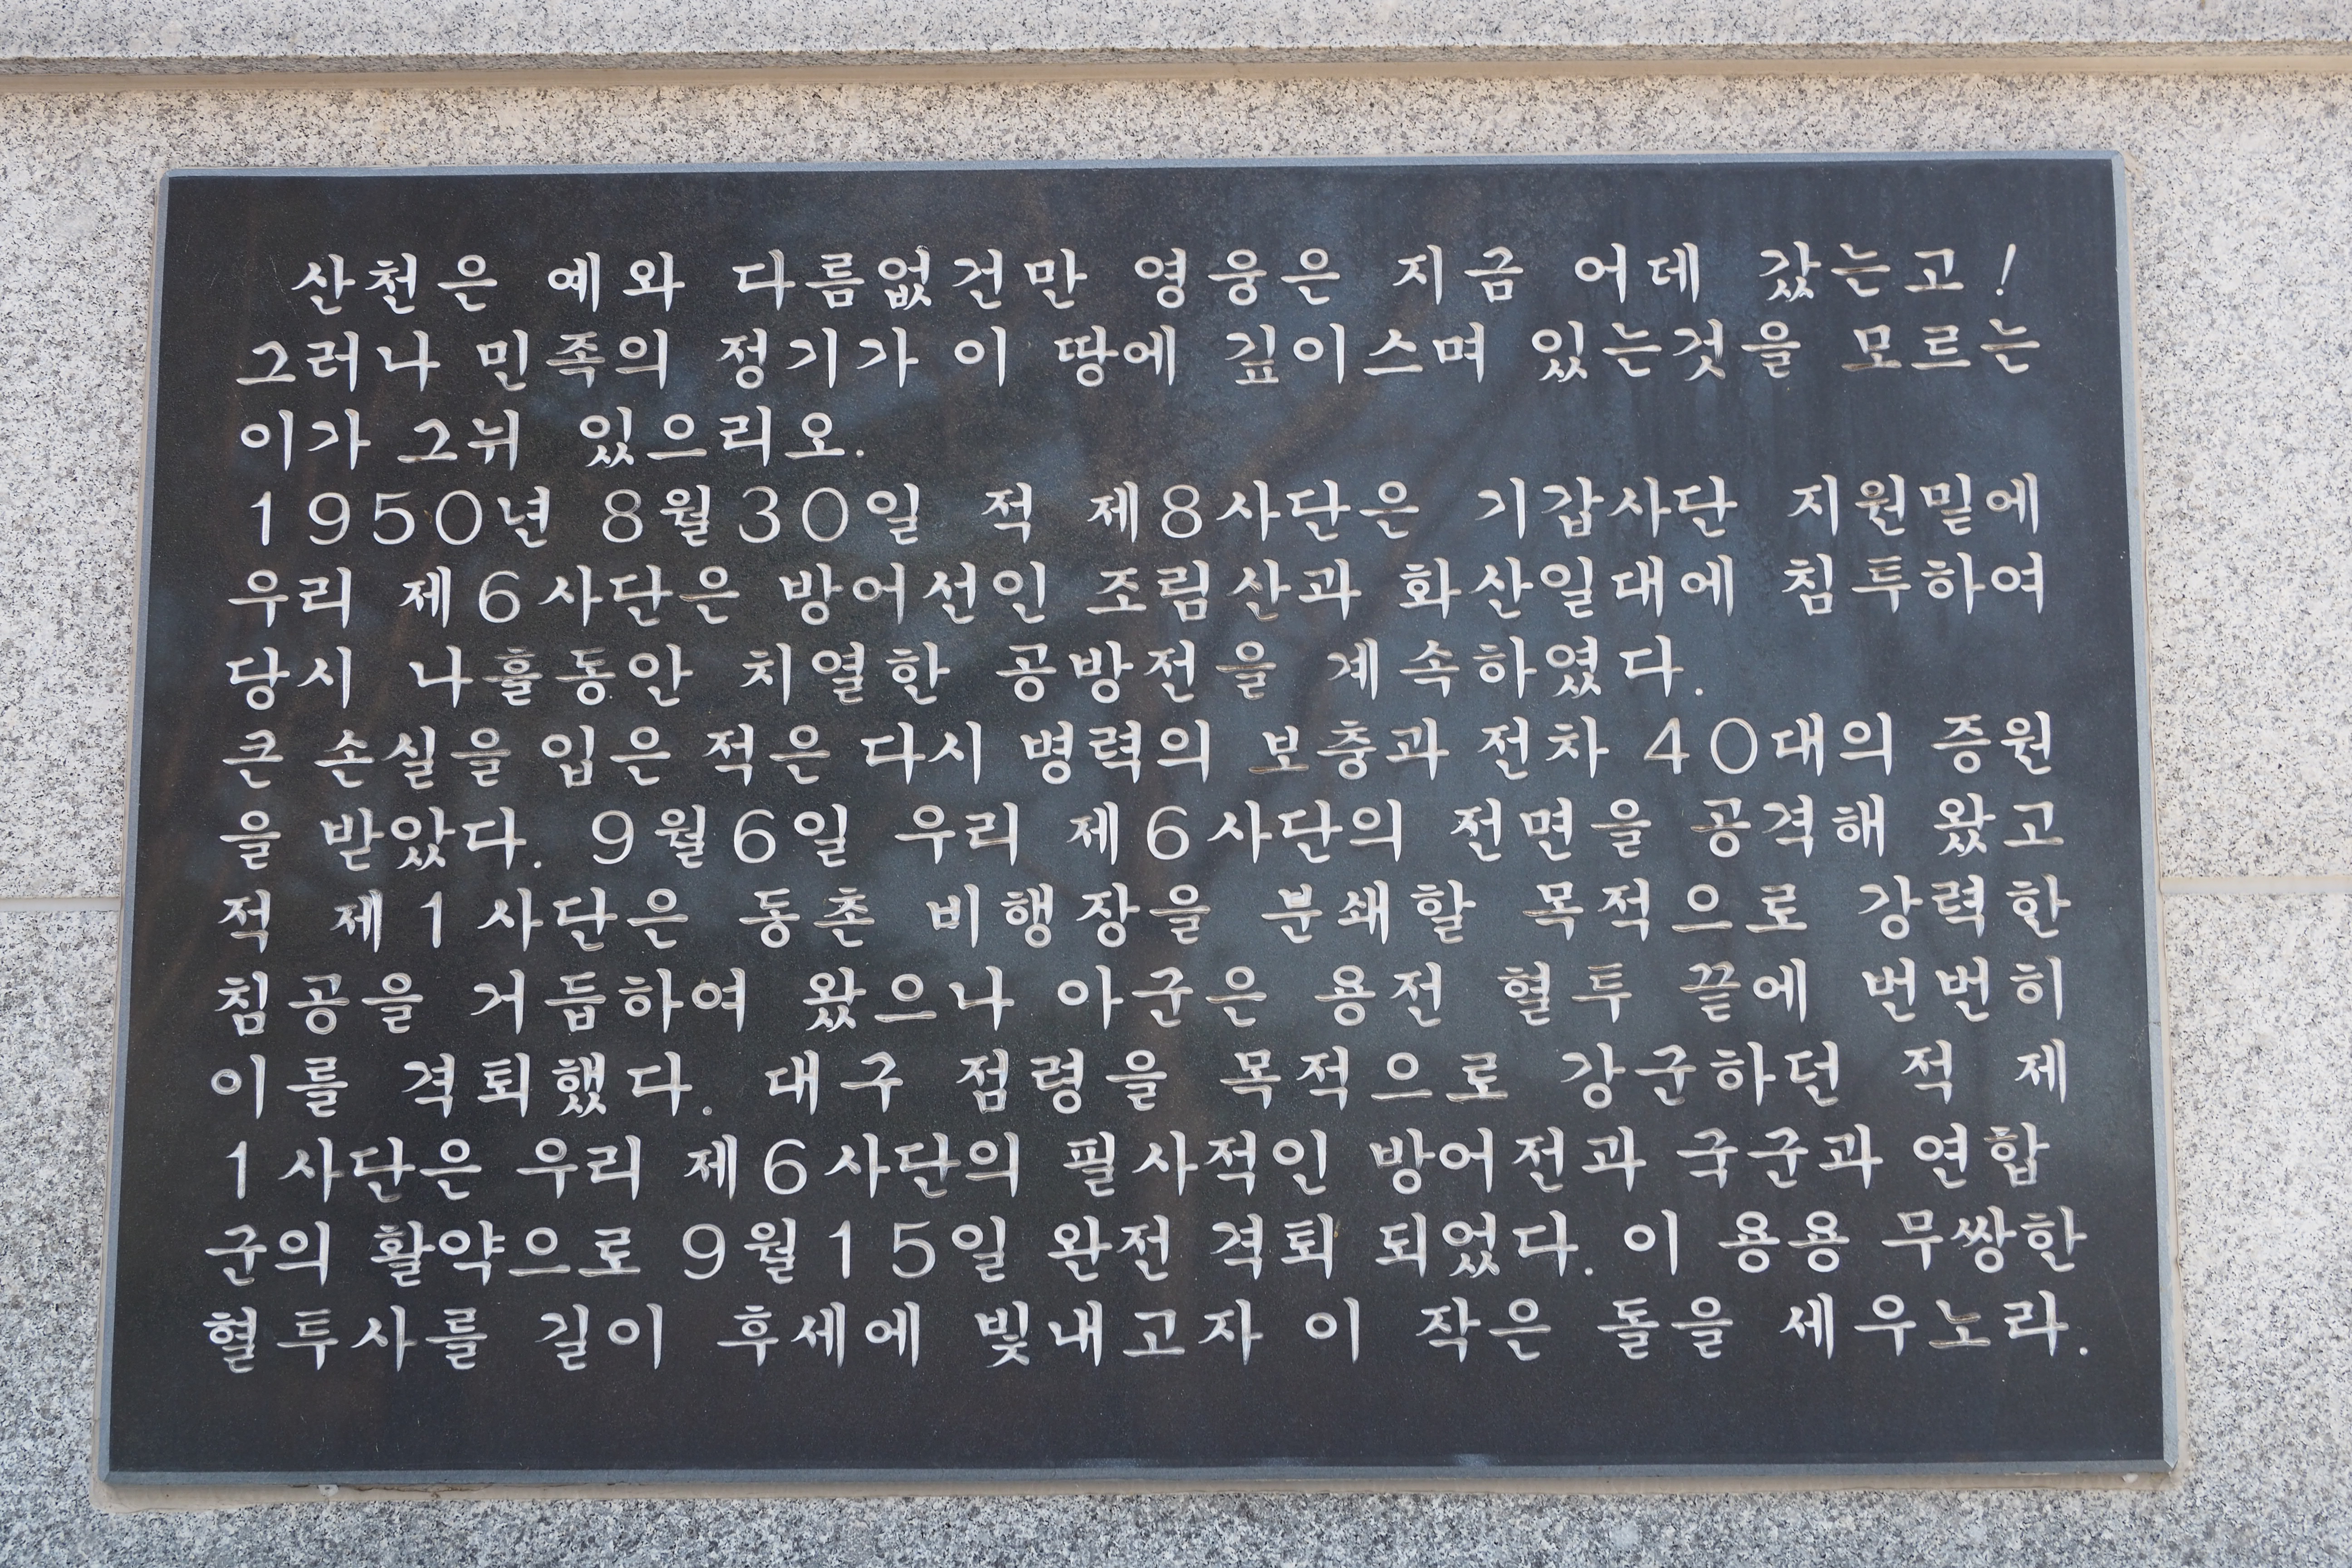 산천은 예와 다름없건만 영웅은 지금 어데 갔는고!
그러나 민족의 정기가 이 땅에 깊이스며 있는것을 모르는
이가 그뉘 있으리오.
1950년 8월30일 적 제8사단은 기갑사단 지원밑에
우리 제6사단은 방어선인 조림산과 화산일대에 침투하여
당시 나흘동안 치열한 공방전을 계속하였다.
큰 손실을 입은 적은 다시 병력의 보충과 전차 40대의 증원
을 받았다. 9월6일 우리 제6사단의 전면을 공격해 왔고
적 제1사단은 동촌 비행장을 분쇄할 목적으로 강력한
침공을 거듭하여 왔으나 아군은 용전 혈투 끝에 번번히
이를 격퇴했다. 대구 점령을 목적으로 강군하던 적 제
1사단은 우리 제6사단의 필사적인 방어전과 국군과 연합
군의 활약으로 9월15일 완전 격퇴 되었다. 이 용용 무쌍한
혈투사를 길이 후세에 빛내고자 이 작은 돌을 세우노라.